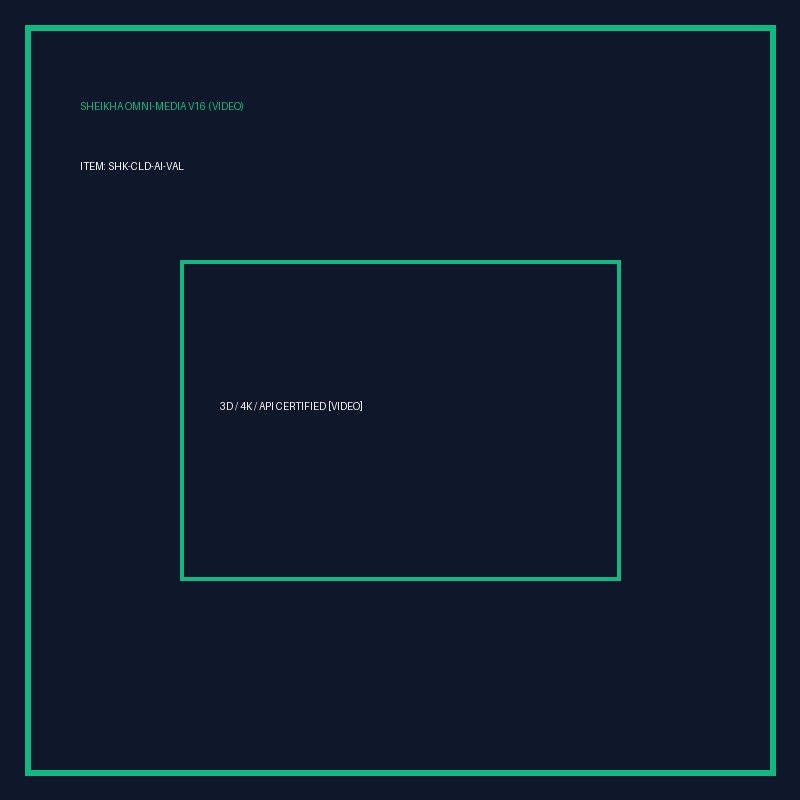 SHEIKHA OMNI-MEDIA V16 (VIDEO)
ITEM: SHK-CLD-AI-VAL
3D / 4K / API CERTIFIED [VIDEO]